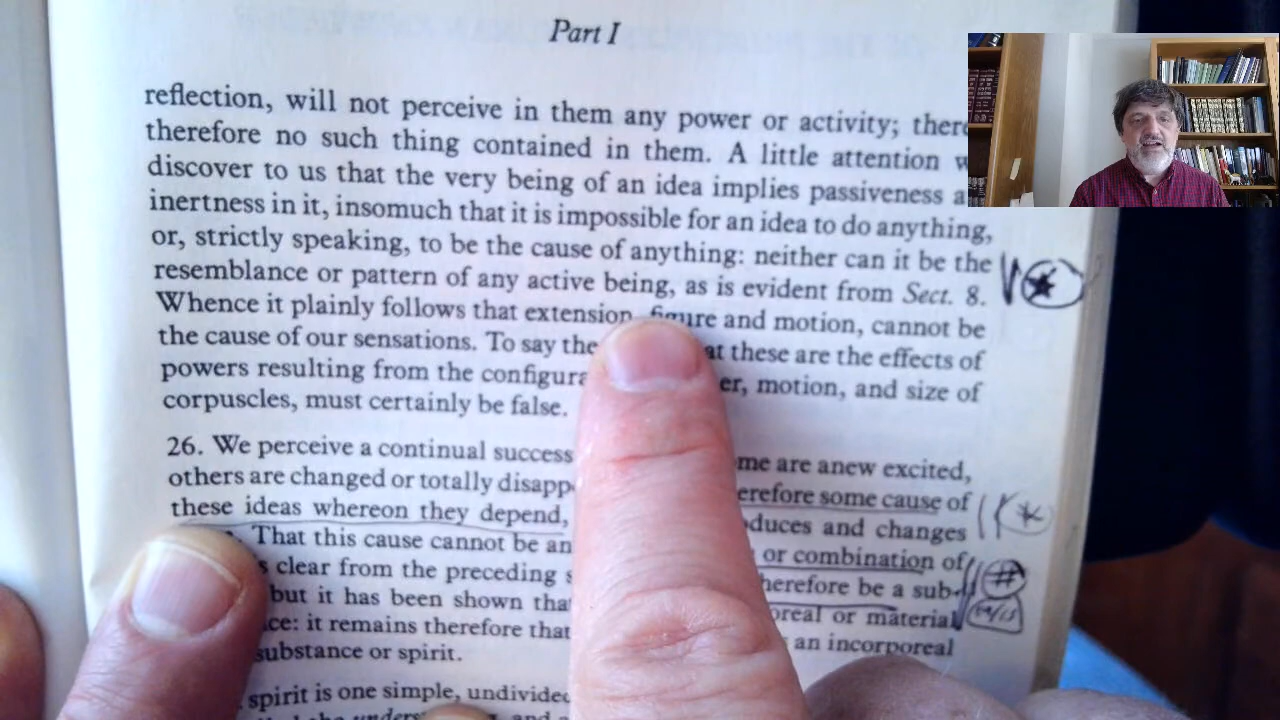 Part I
reflection, will not perceive in them any power or activity; there
therefore no such thing contained in them. A little attention
discover to us that the very being of an idea implies passiveness
inertness in it, insomuch that it is impossible for an idea to do anything,
or, strictly speaking, to be the cause of anything: neither can it be the
resemblance or pattern of any active being, as is evident from Sect. 8.
Whence it plainly follows that extension, figure and motion, cannot be
the cause of our sensations. To say the at these are the effects of
powers resulting from the configura er, motion, and size of
corpuscles, must certainly be false.
26. We perceive a continual success me are anew excited,
others are changed or totally disapp erefore some cause of
these ideas whereon they depend, duces and changes
That this cause cannot be an or combination of
s clear from the preceding s herefore be a sub-
but it has been shown tha oreal or material
ce: it remains therefore that an incorporeal
substance or spirit.
spirit is one simple, undivided